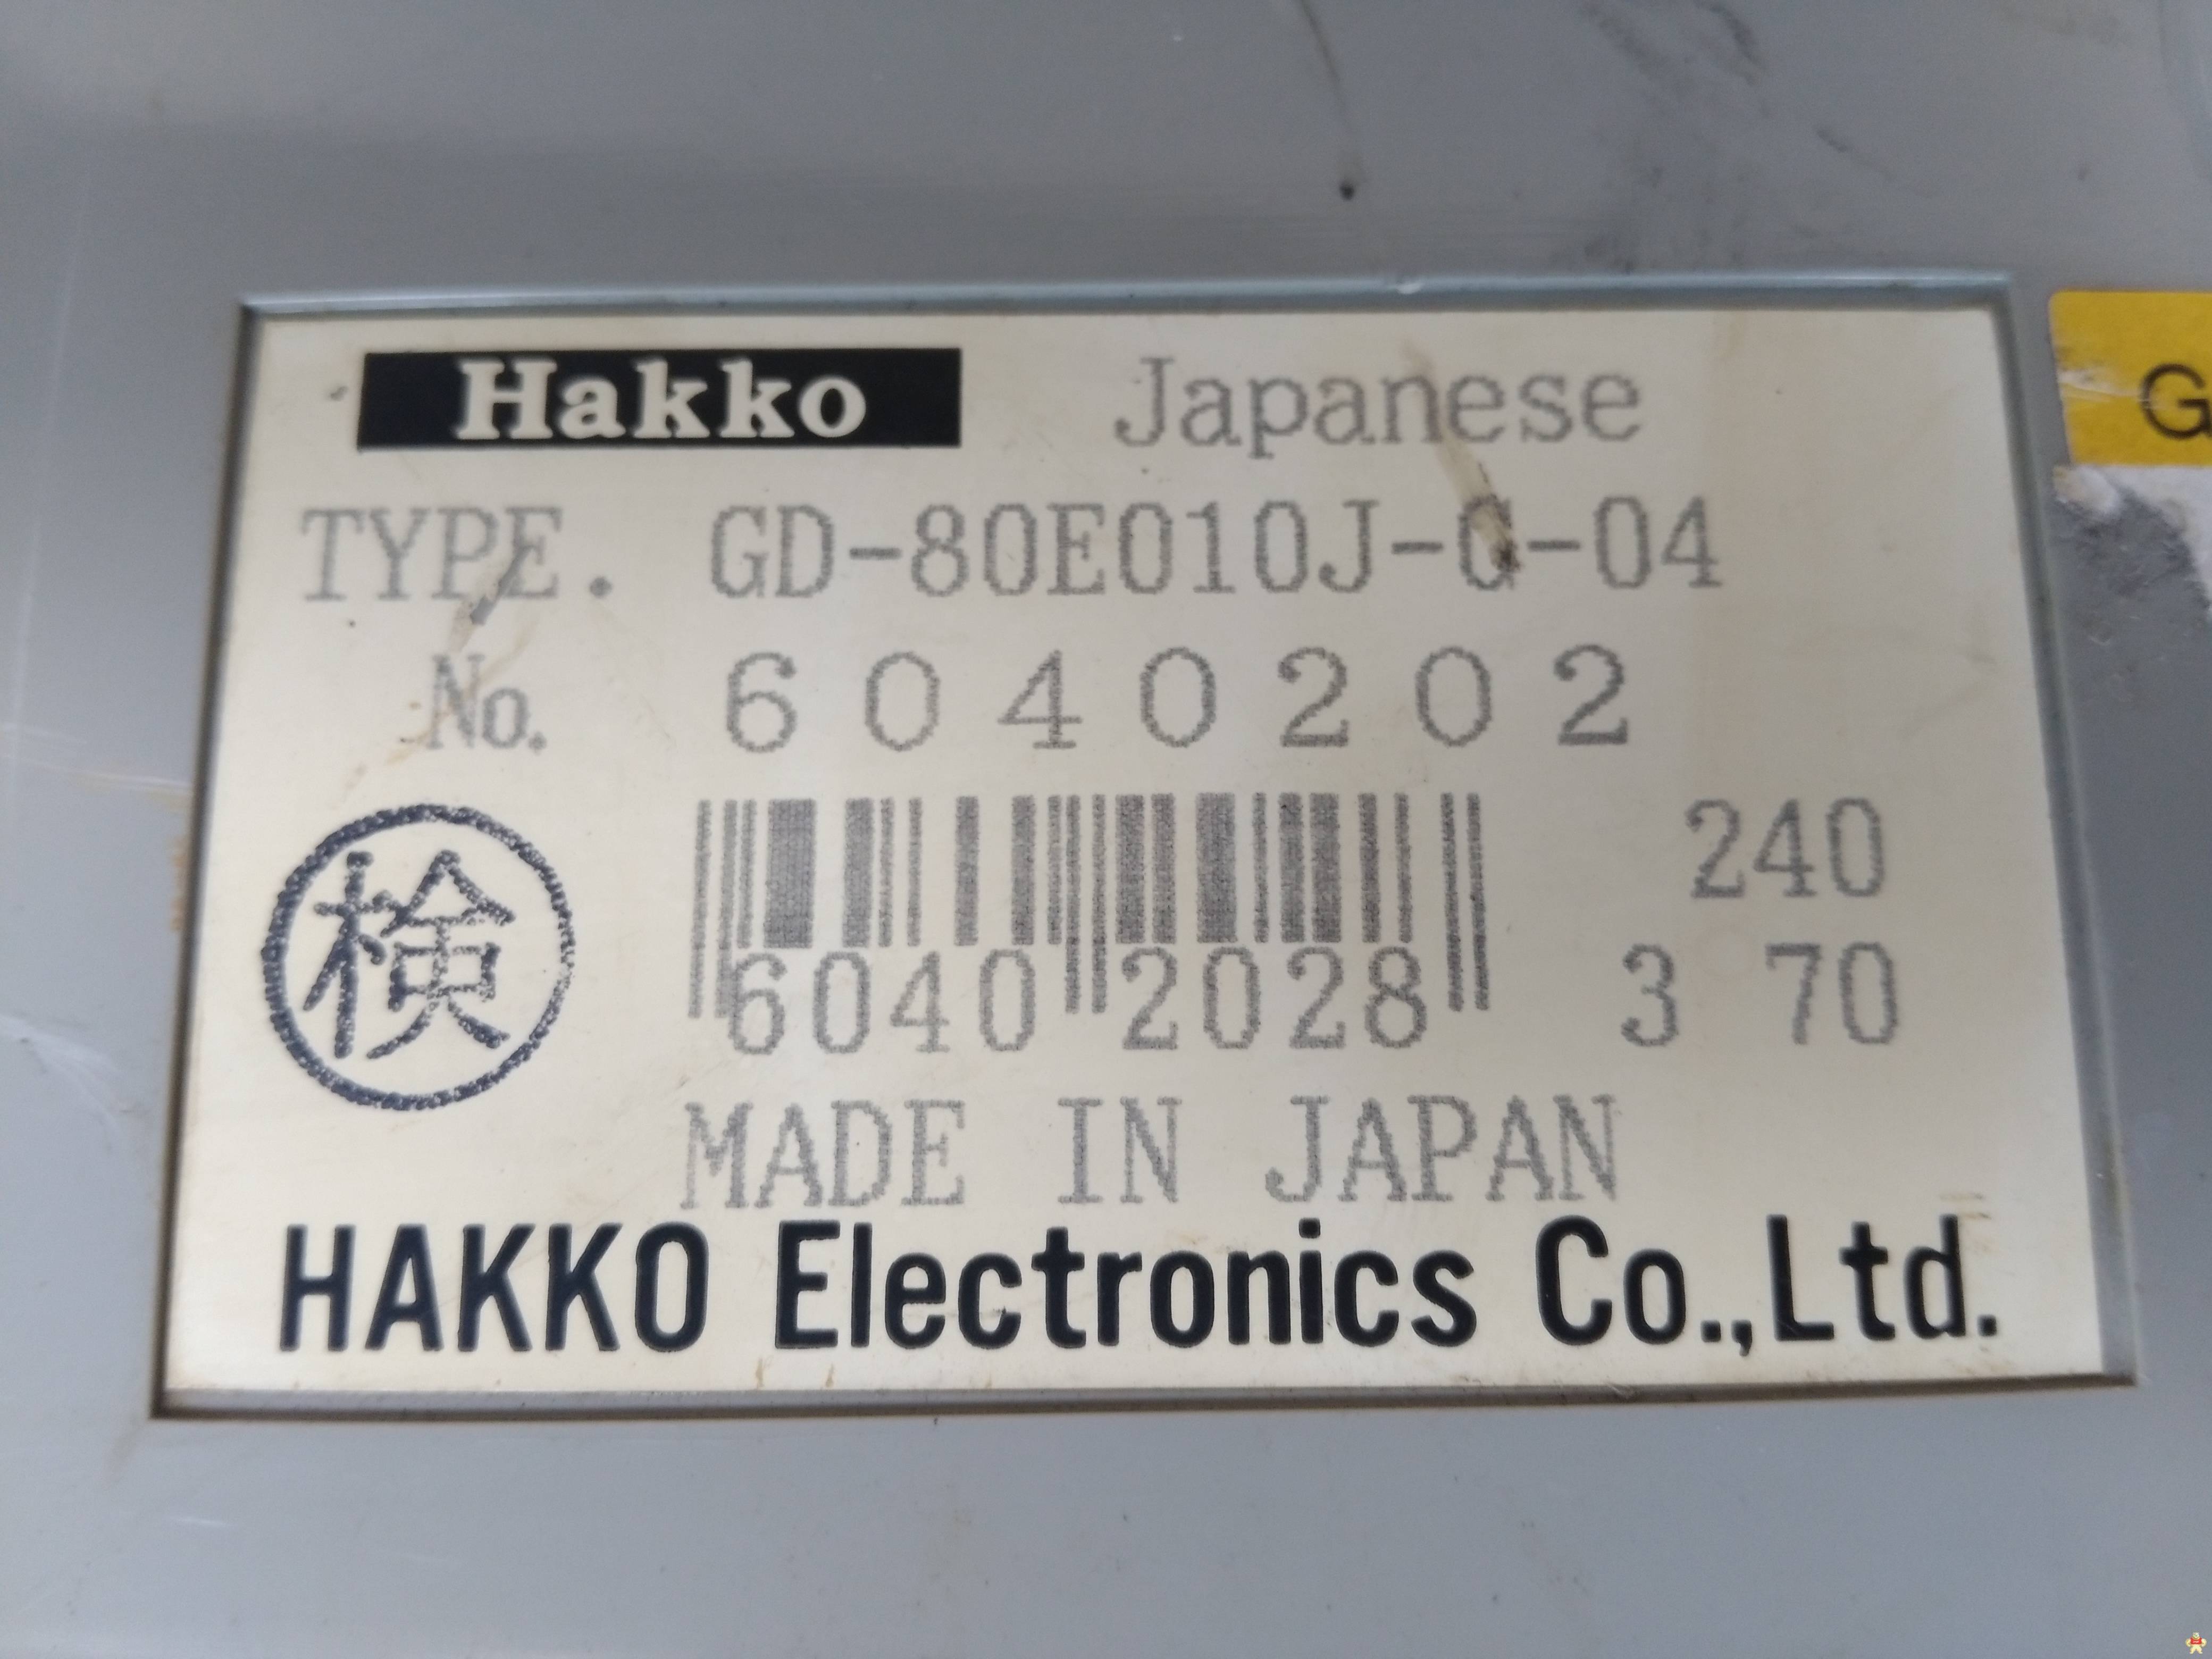 Hakko Japanese
TYPE. GD-80E010J-G-04
No. 6040202
240
6040 2028 3 70
検
MADE IN JAPAN
HAKKO Electronics Co.,Ltd.
G